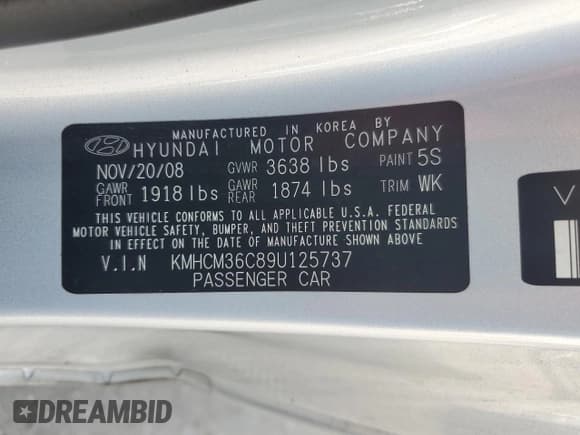 MANUFACTURED IN KOREA BY
HYUNDAI MOTOR COMPANY
NOV/20/08 GVWR 3638 lbs PAINT 5S
GAWR FRONT 1918 lbs GAWR REAR 1874 lbs TRIM WK
THIS VEHICLE CONFORMS TO ALL APPLICABLE U.S.A. FEDERAL
MOTOR VEHICLE SAFETY, BUMPER, AND THEFT PREVENTION STANDARDS
IN EFFECT ON THE DATE OF MANUFACTURE SHOWN ABOVE
V.I.N KMHCM36C89U125737
PASSENGER CAR
V
DREAMBID